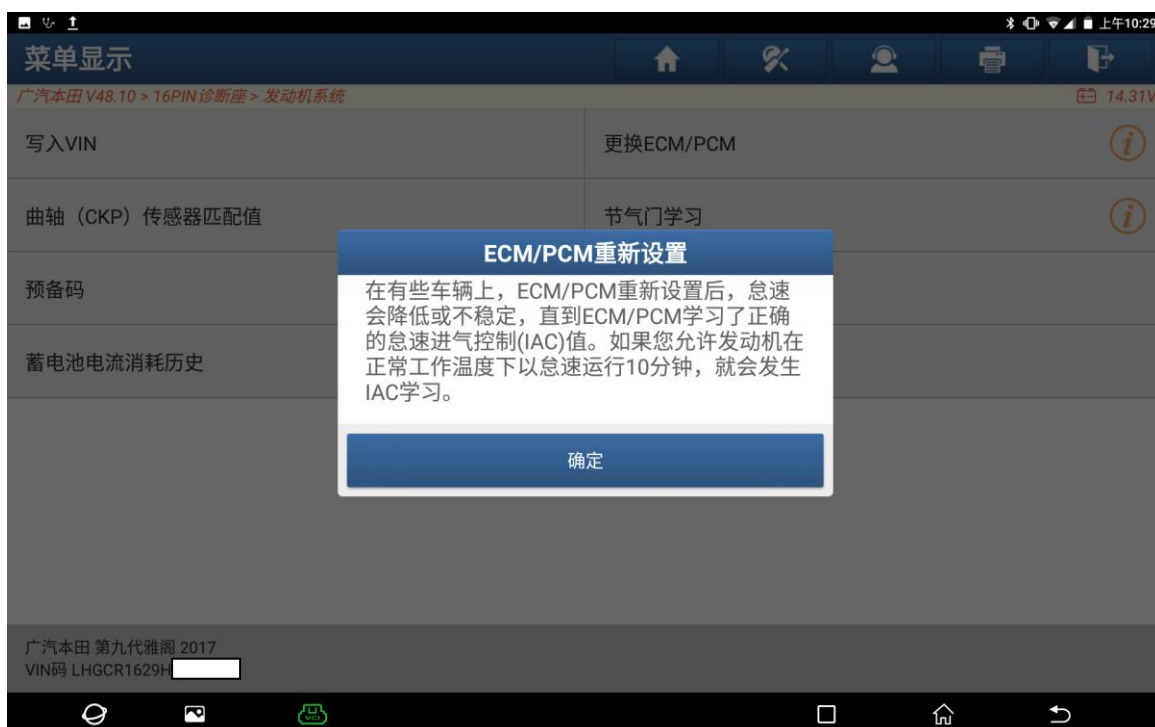 上午10:29
菜单显示
广汽本田 V48.10 > 16PIN诊断座 > 发动机系统
14.31V
写入VIN
更换ECM/PCM
曲轴（CKP）传感器匹配值
节气门学习
ECM/PCM重新设置
预备码
在有些车辆上，ECM/PCM重新设置后，怠速
会降低或不稳定，直到ECM/PCM学习了正确
的怠速进气控制(IAC)值。如果您允许发动机在
正常工作温度下以怠速运行10分钟，就会发生
IAC学习。
蓄电池电流消耗历史
确定
广汽本田 第九代雅阁 2017
VIN码 LHGCR1629H
VCI